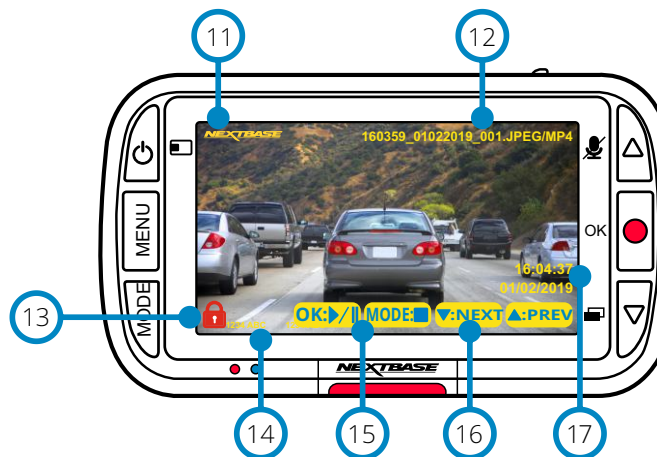 11
12
NEXTBASE
160359_01022019_001.JPEG/MP4
MENU
OK
MODE
16:04:37
01/02/2019
13
OK:▶/⏸ MODE:■ ▼:NEXT ▲:PREV
NEXTBASE
14
15
16
17